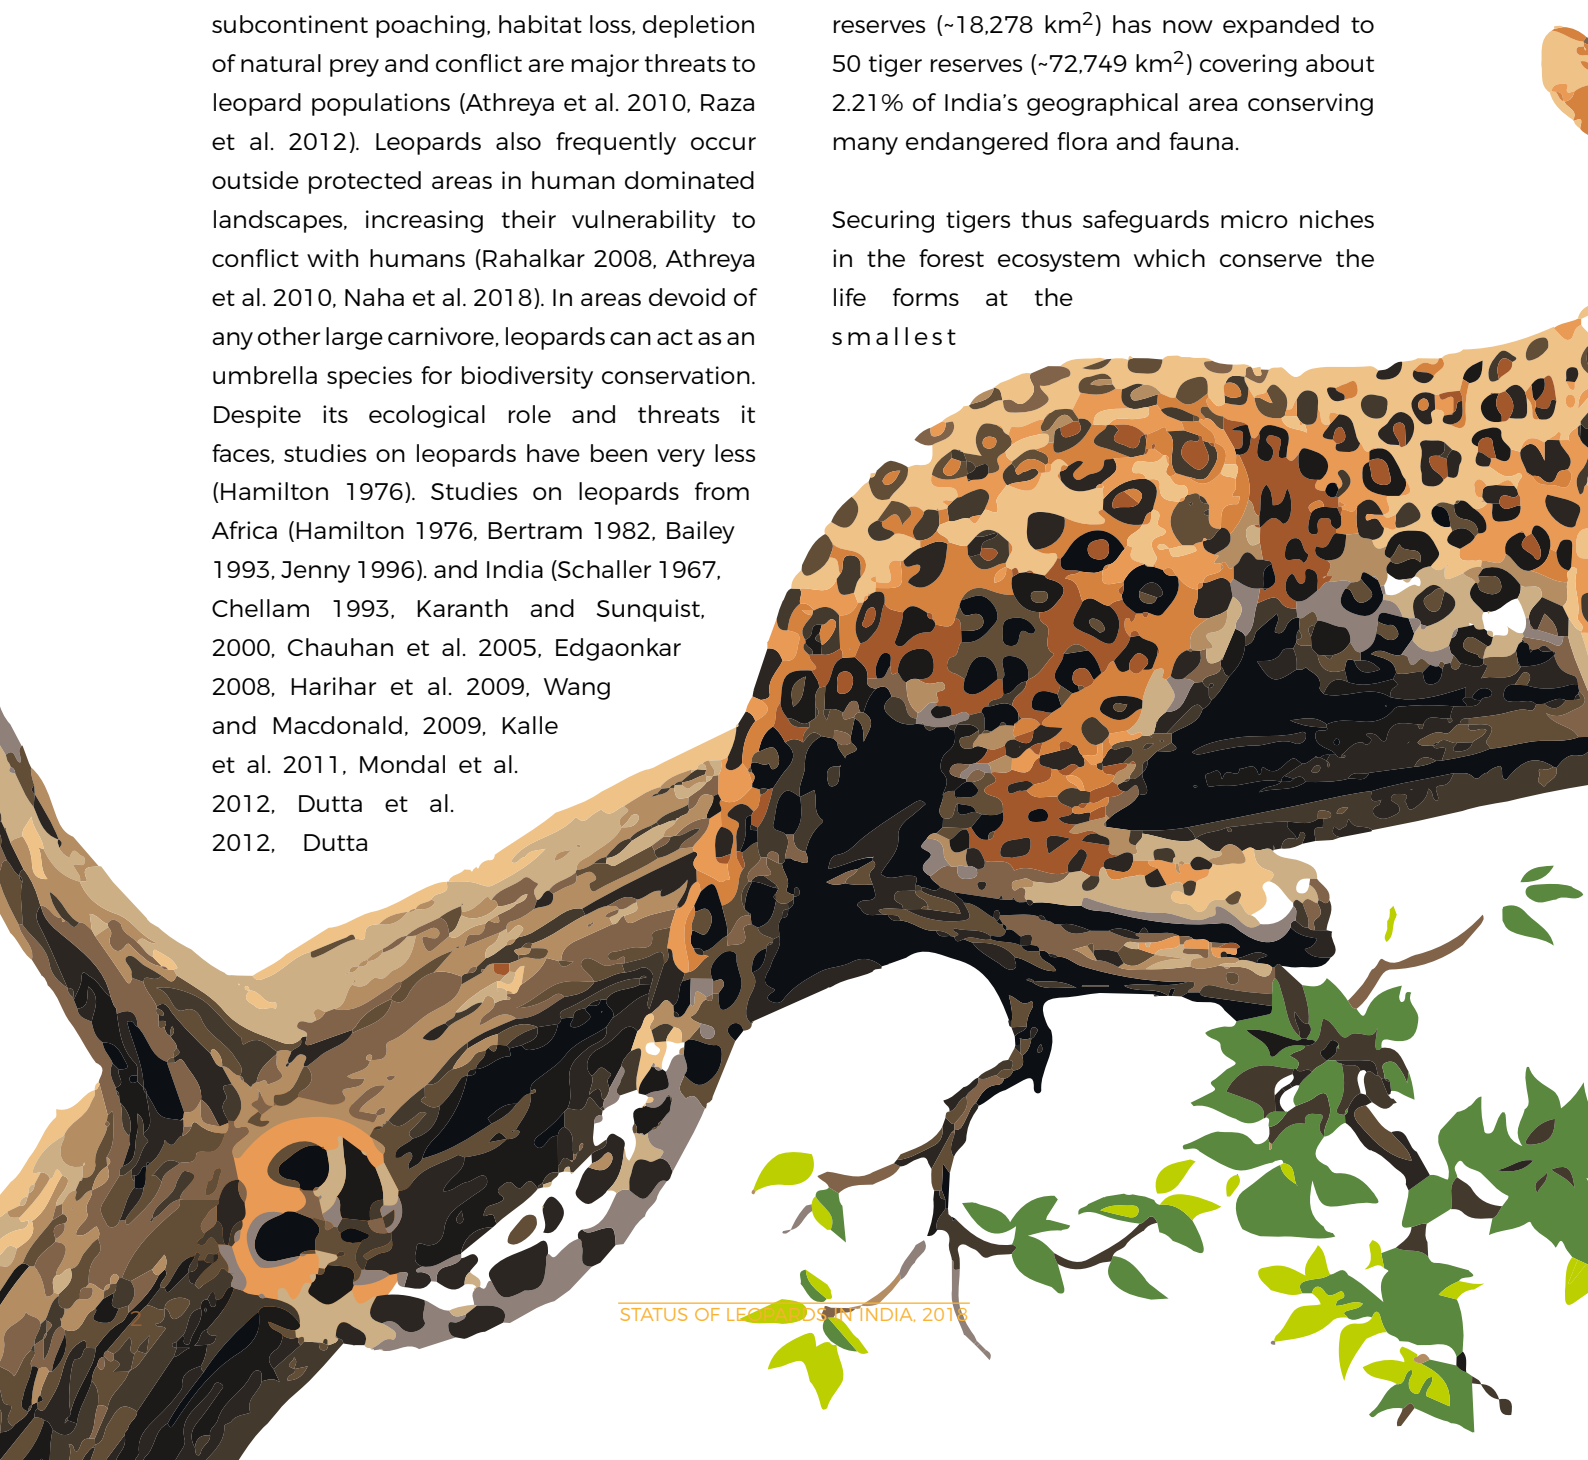 subcontinent poaching, habitat loss, depletion
of natural prey and conflict are major threats to
leopard populations (Athreya et al. 2010, Raza
et al. 2012). Leopards also frequently occur
outside protected areas in human dominated
landscapes, increasing their vulnerability to
conflict with humans (Rahalkar 2008, Athreya
et al. 2010, Naha et al. 2018). In areas devoid of
any other large carnivore, leopards can act as an
umbrella species for biodiversity conservation.
Despite its ecological role and threats it
faces, studies on leopards have been very less
(Hamilton 1976). Studies on leopards from
Africa (Hamilton 1976, Bertram 1982, Bailey
1993, Jenny 1996). and India (Schaller 1967,
Chellam 1993, Karanth and Sunquist,
2000, Chauhan et al. 2005, Edgaonkar
2008, Harihar et al. 2009, Wang
and Macdonald, 2009, Kalle
et al. 2011, Mondal et al.
2012, Dutta et al.
2012, Dutta
reserves (~18,278 km²) has now expanded to
50 tiger reserves (~72,749 km²) covering about
2.21% of India’s geographical area conserving
many endangered flora and fauna.
Securing tigers thus safeguards micro niches
in the forest ecosystem which conserve the
life forms at the
smallest
2
STATUS OF LEOPARDS IN INDIA, 2018